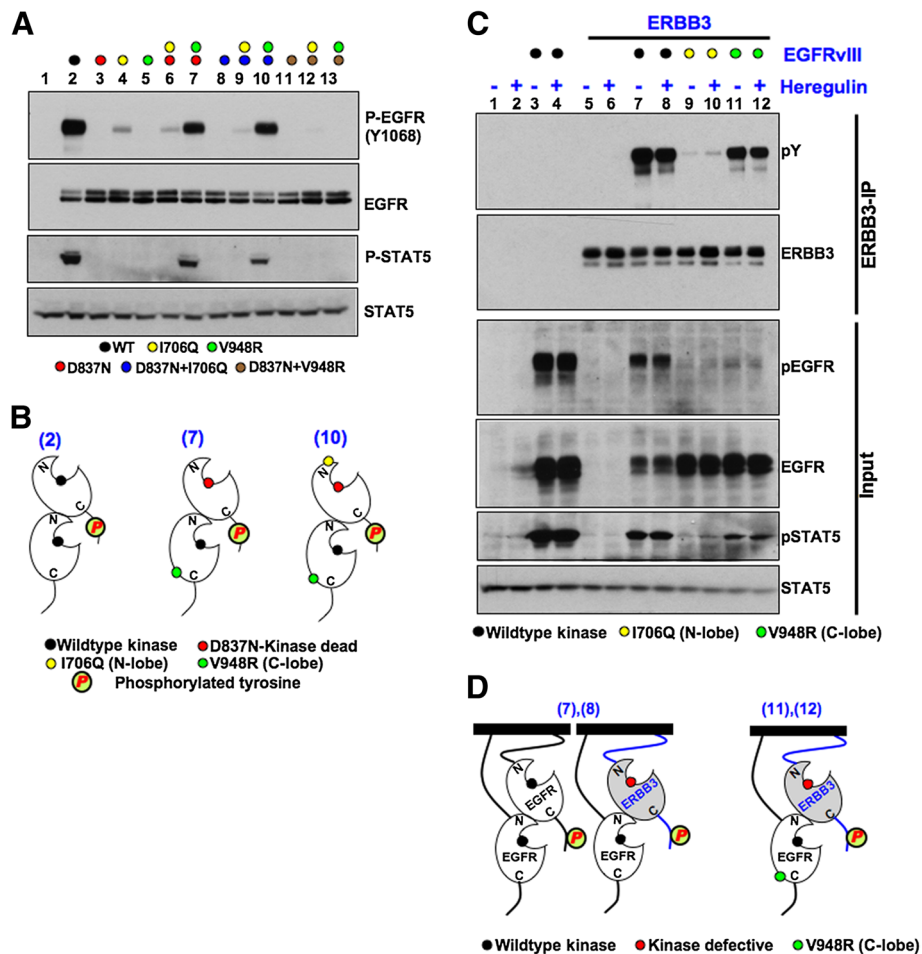 A
1 2 3 4 5 6 7 8 9 10 11 12 13
P-EGFR
(Y1068)
EGFR
P-STAT5
STAT5
WT I706Q V948R
D837N D837N+I706Q D837N+V948R
B
(2) (7) (10)
N N N
C C C
P P P
N N N
C C C
Wildtype kinase D837N-Kinase dead
I706Q (N-lobe) V948R (C-lobe)
P Phosphorylated tyrosine
C
ERBB3
EGFRvIII
- + - + - + - + - + - + Heregulin
1 2 3 4 5 6 7 8 9 10 11 12
pY
ERBB3
ERBB3-IP
pEGFR
EGFR
pSTAT5
STAT5
Input
Wildtype kinase I706Q (N-lobe) V948R (C-lobe)
D
(7),(8) (11),(12)
N N N
EGFR ERBB3 ERBB3
C C C
N N N
P P P
EGFR EGFR EGFR
C C C
Wildtype kinase Kinase defective V948R (C-lobe)